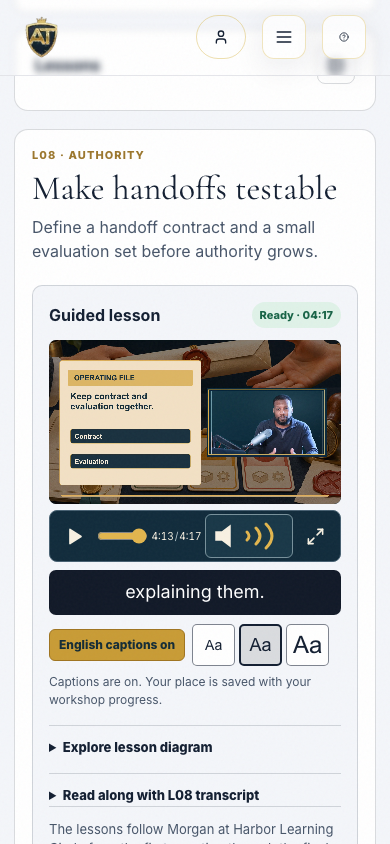 AT
Lessons
L08 · AUTHORITY
Make handoffs testable
Define a handoff contract and a small
evaluation set before authority grows.
Guided lesson
Ready · 04:17
OPERATING FILE
Keep contract and
evaluation together.
Contract
Evaluation
4:13/4:17
explaining them.
English captions on
Aa
Aa
Aa
Captions are on. Your place is saved with your
workshop progress.
Explore lesson diagram
Read along with L08 transcript
The lessons follow Morgan at Harbor Learning